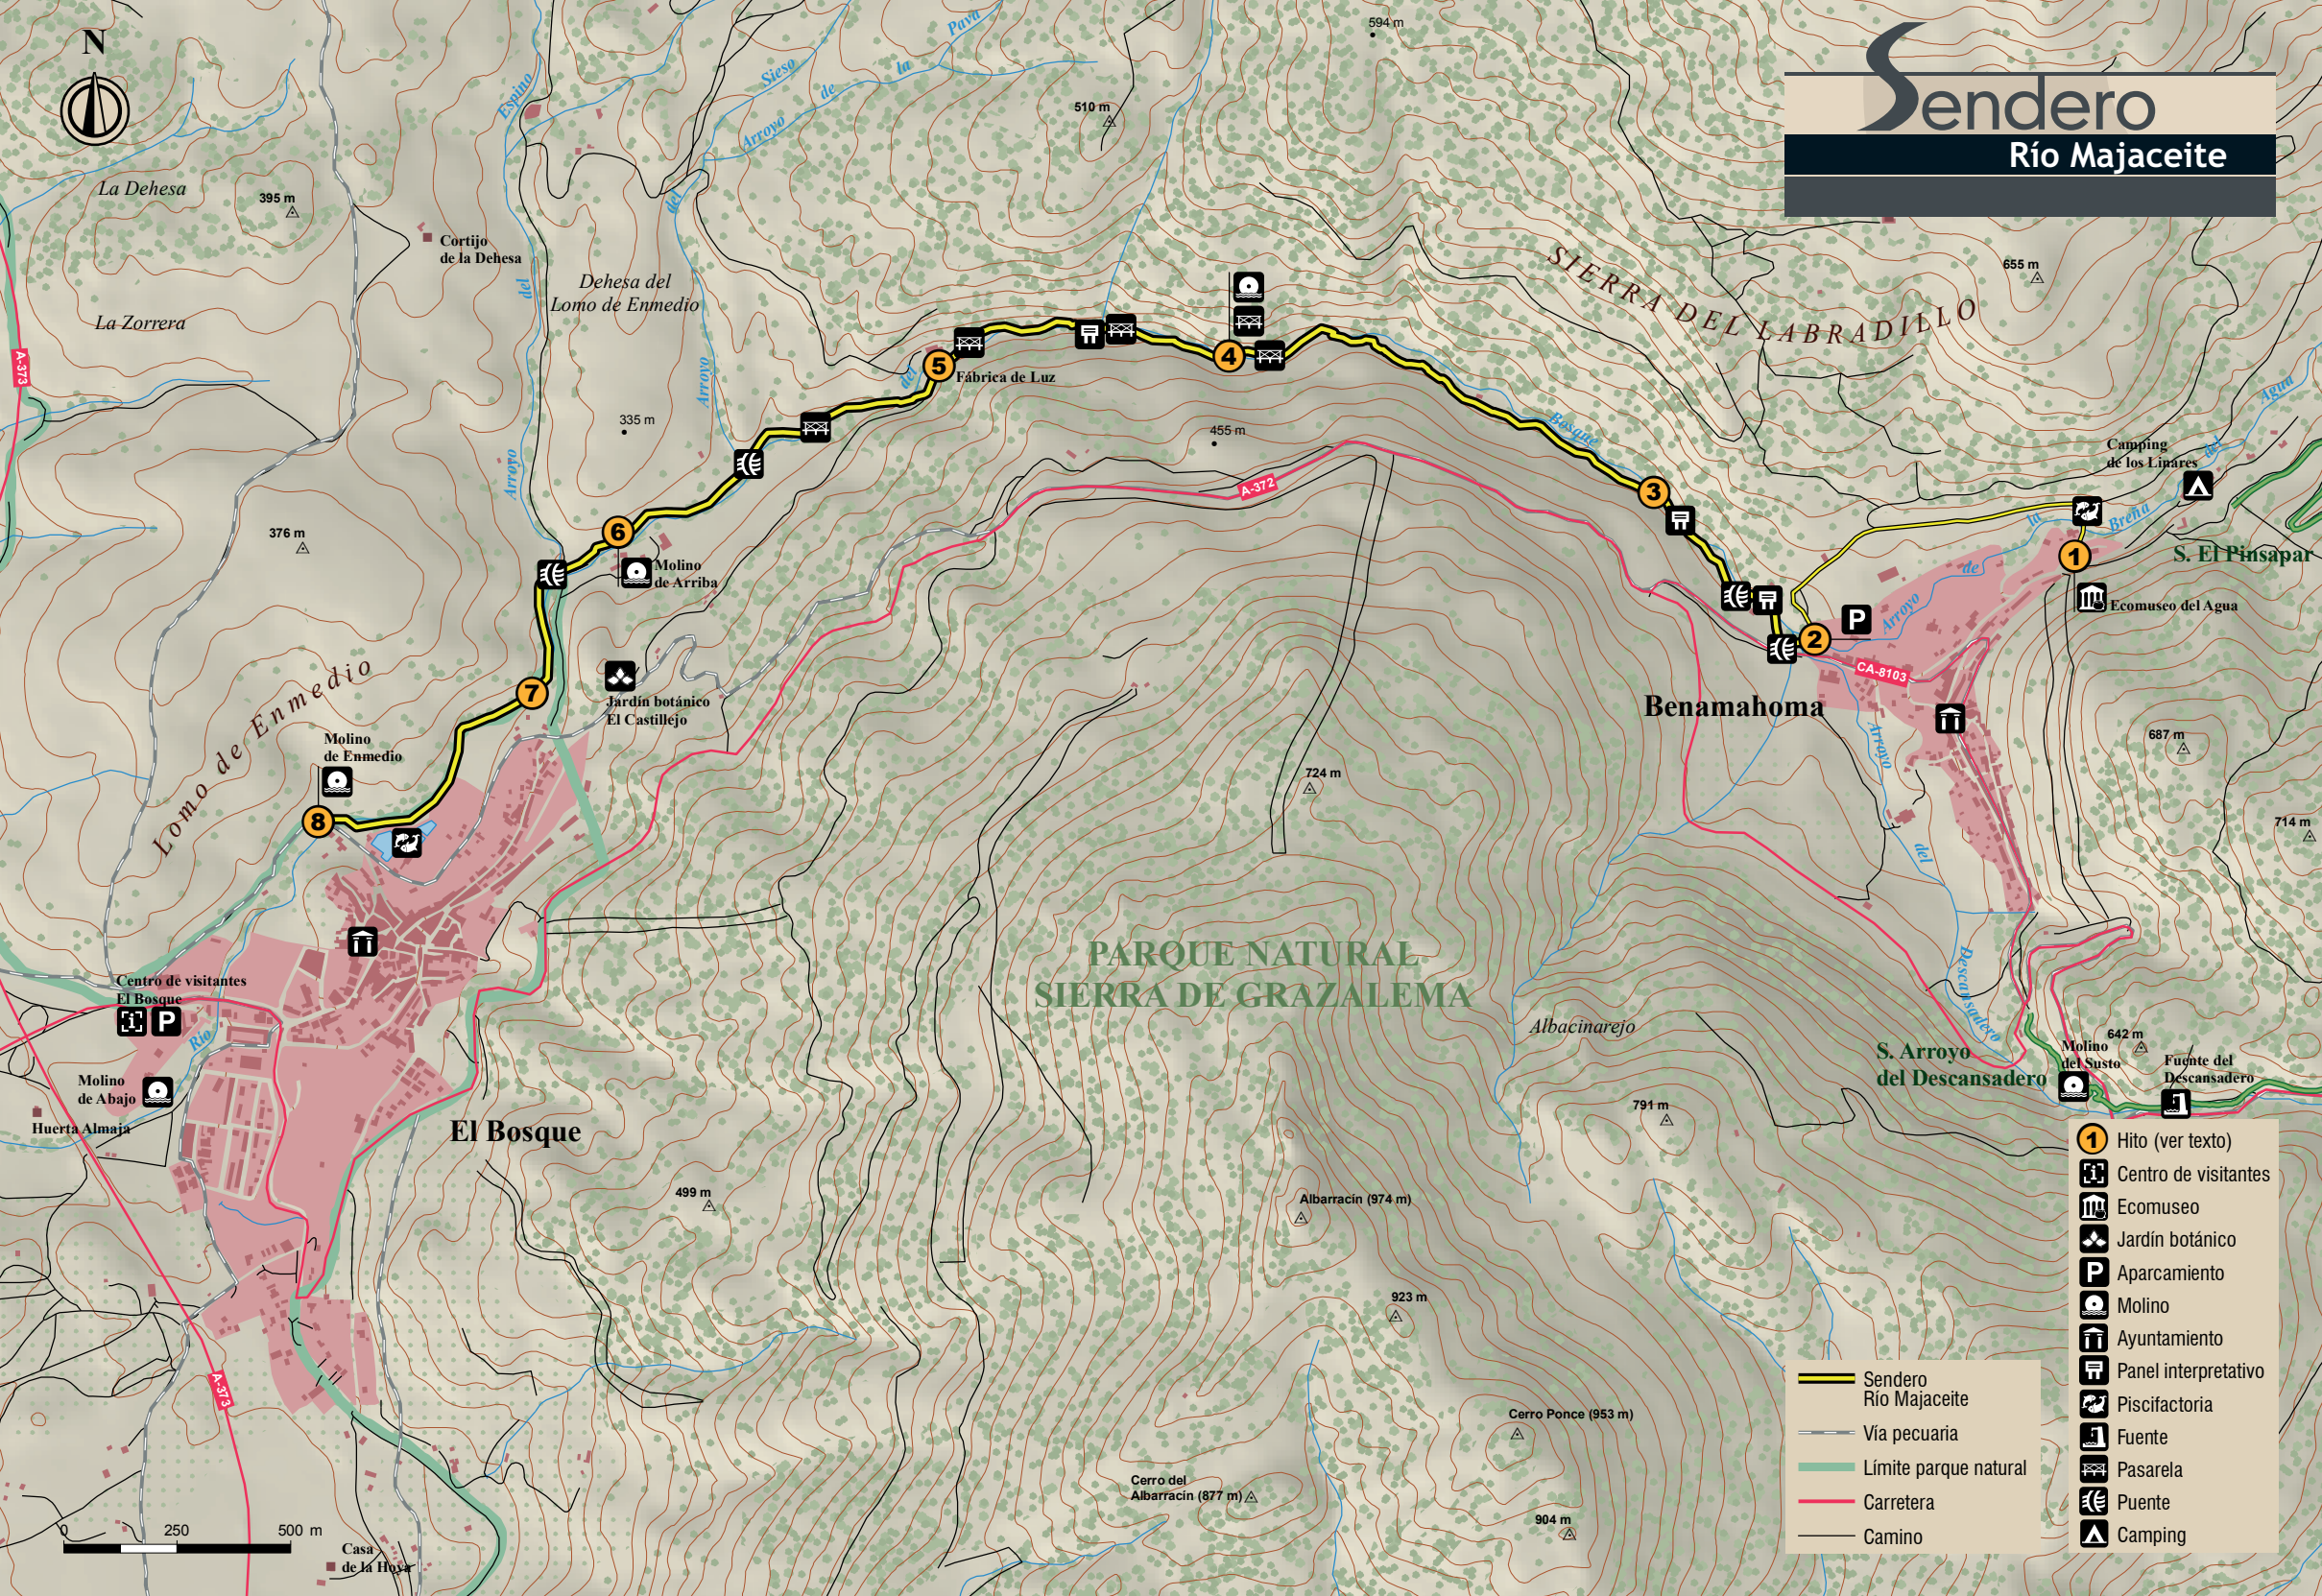 N
Sendero
Río Majaceite
594 m
Pava
la
de
Arroyo
Sieso
del
Arroyo
510 m
Espino
del
Arroyo
La Dehesa
395 m
Cortijo
de la Dehesa
A-373
La Zorrera
Dehesa del
Lomo de Enmedio
335 m
376 m
SIERRA DEL LABRADILLO
655 m
4
5
Fábrica de Luz
del
Bosque
455 m
A-372
3
6
Molino
de Arriba
Camping
de los Linares
Agua
del
Breña
la
de
Arroyo
S. El Pinsapar
1
Ecomuseo del Agua
P
2
CA-8103
Benamahoma
7
Jardín botánico
El Castillejo
Lomo de Enmedio
Molino
de Enmedio
8
724 m
687 m
714 m
Arroyo
del
Descansadero
PARQUE NATURAL
SIERRA DE GRAZALEMA
Albacinarejo
Centro de visitantes
El Bosque
P
Río
Molino
de Abajo
Huerta Almaja
El Bosque
S. Arroyo
del Descansadero
Molino
del Susto
642 m
Fuente del
Descansadero
791 m
499 m
Albarracín (974 m)
923 m
Cerro Ponce (953 m)
Cerro del
Albarracín (877 m)
904 m
A-373
Casa
de la Hoya
0 250 500 m
Sendero
Río Majaceite
Vía pecuaria
Límite parque natural
Carretera
Camino
1 Hito (ver texto)
Centro de visitantes
Ecomuseo
Jardín botánico
P Aparcamiento
Molino
Ayuntamiento
Panel interpretativo
Piscifactoria
Fuente
Pasarela
Puente
Camping